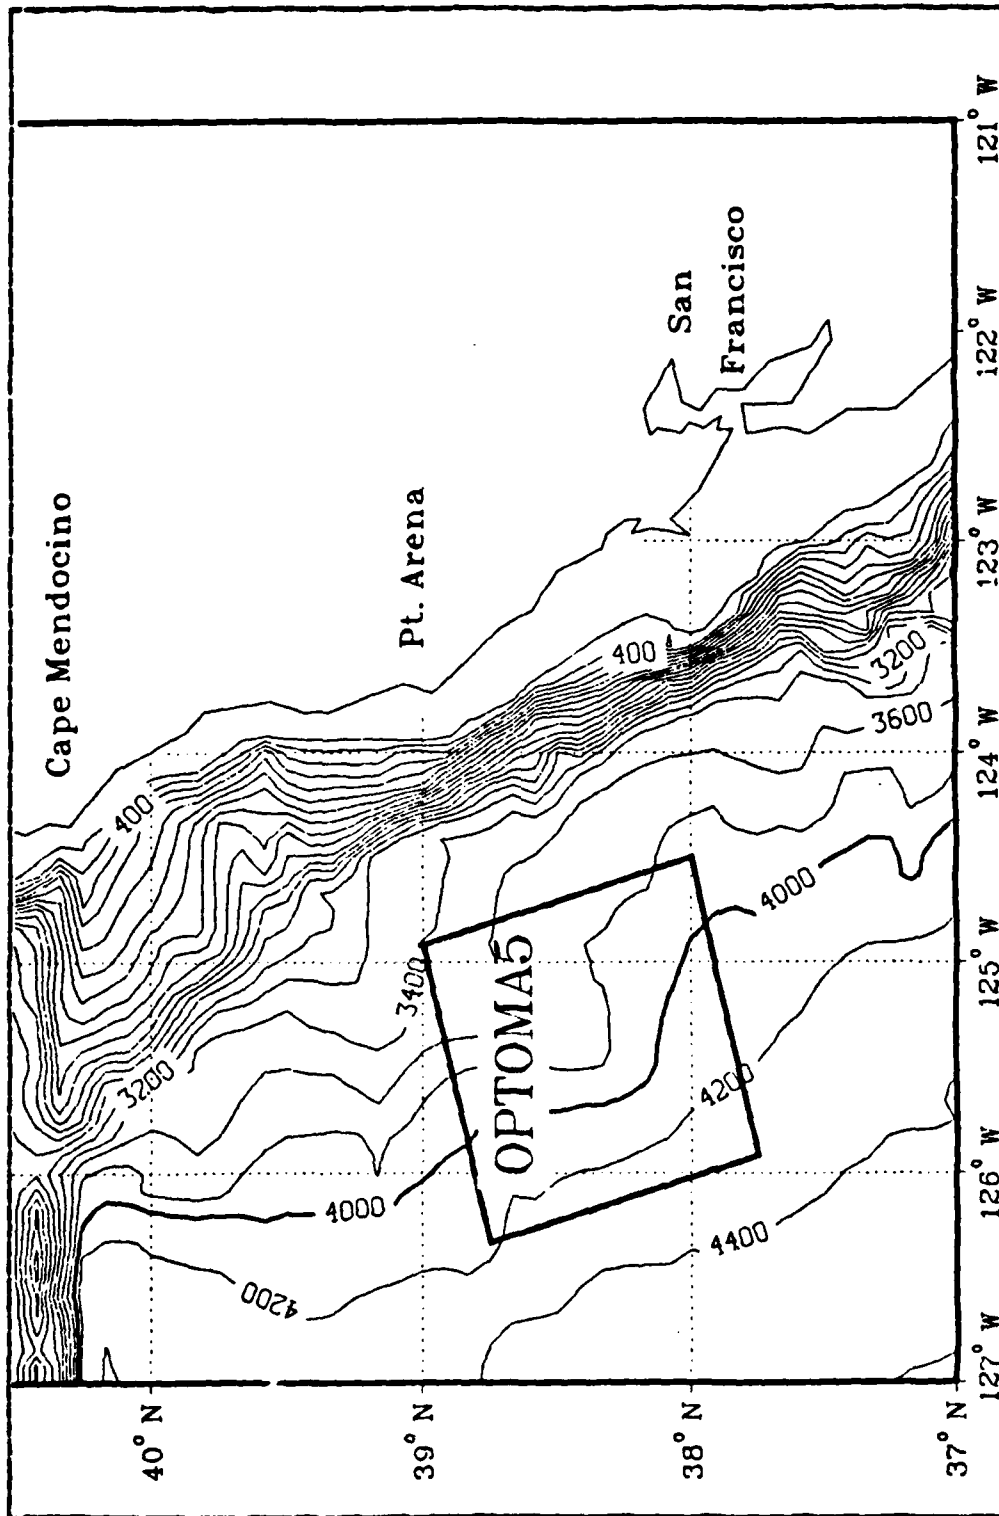 Cape Mendocino
Pt. Arena
San
Francisco
400
400
3200
3400
3200
3600
4000
4000
4200
4200
4400
OPTOMA5
40° N
39° N
38° N
37° N
127° W
126° W
125° W
124° W
123° W
122° W
121° W